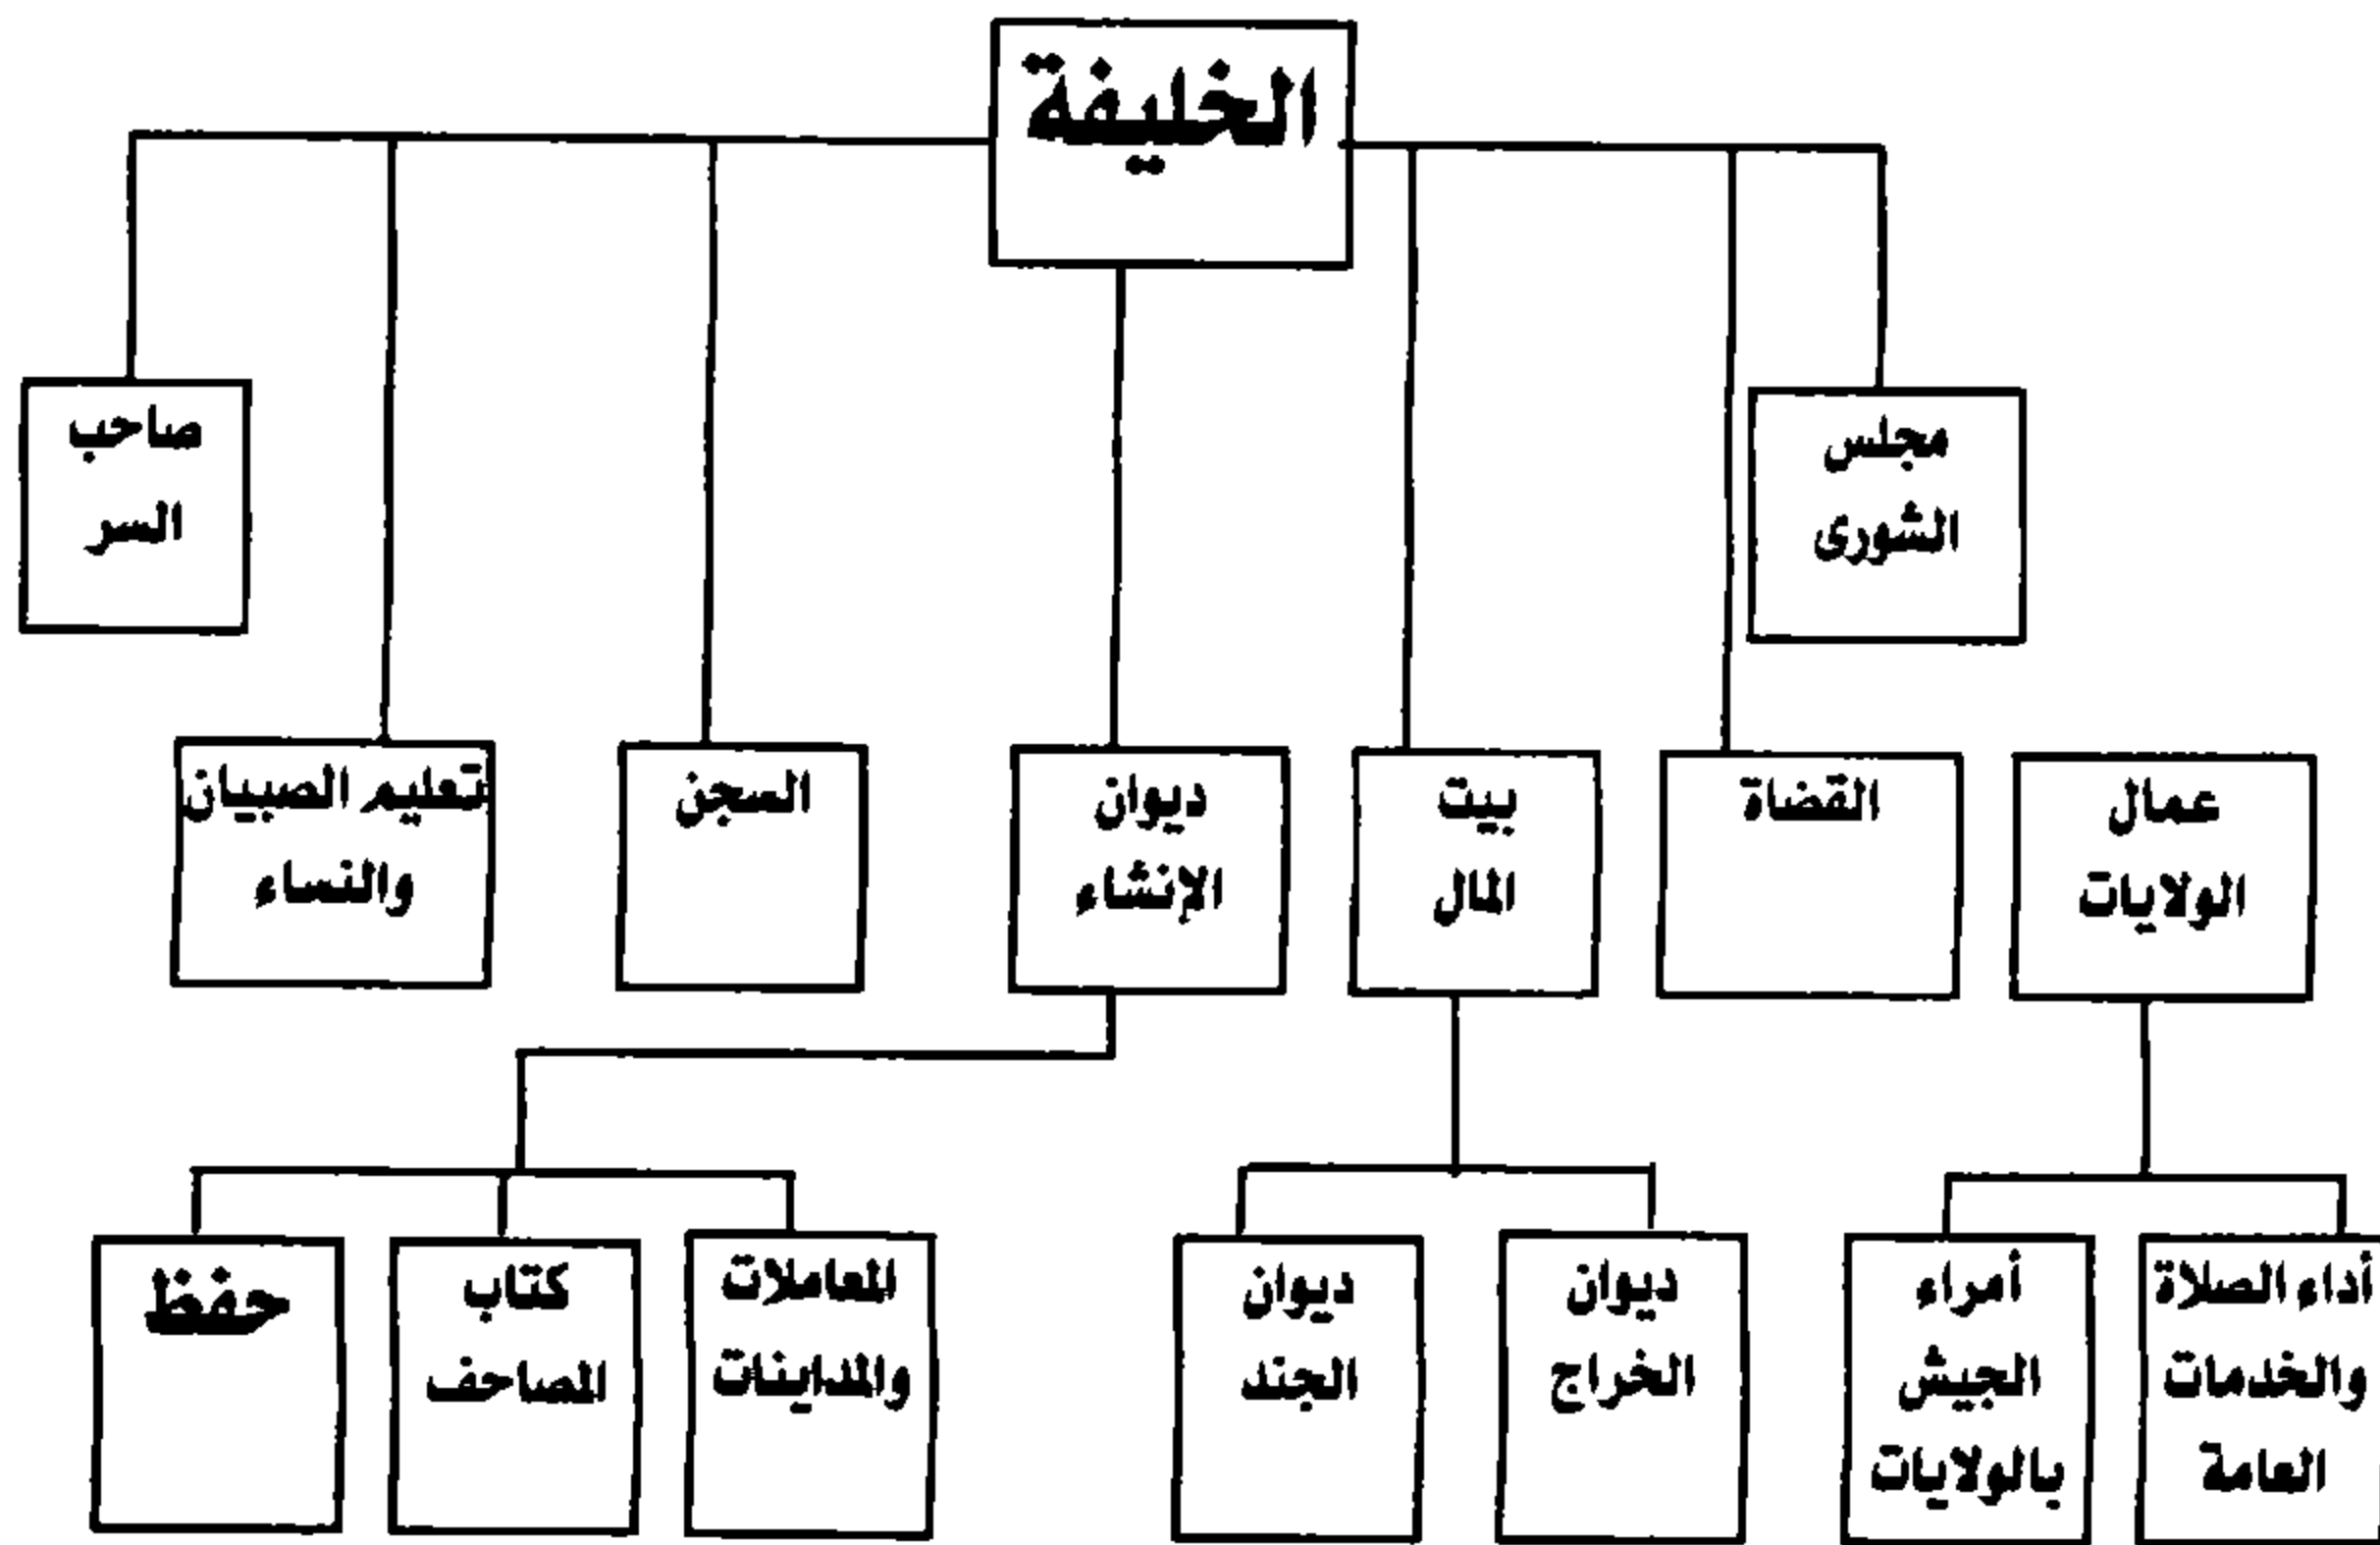 الخليفة
مجلس
الشورى
صاحب
السر
عمال
الولايات
القضاة
بيت
المال
ديوان
الإنشاء
السجن
تعليم الصبيان
والنساء
أداء الصلاة
والخدمات
العامة
أمراء
الجيش
بالولايات
ديوان
الخراج
ديوان
الجند
المعاملات
والمداينات
كتاب
المصاحف
حفظ